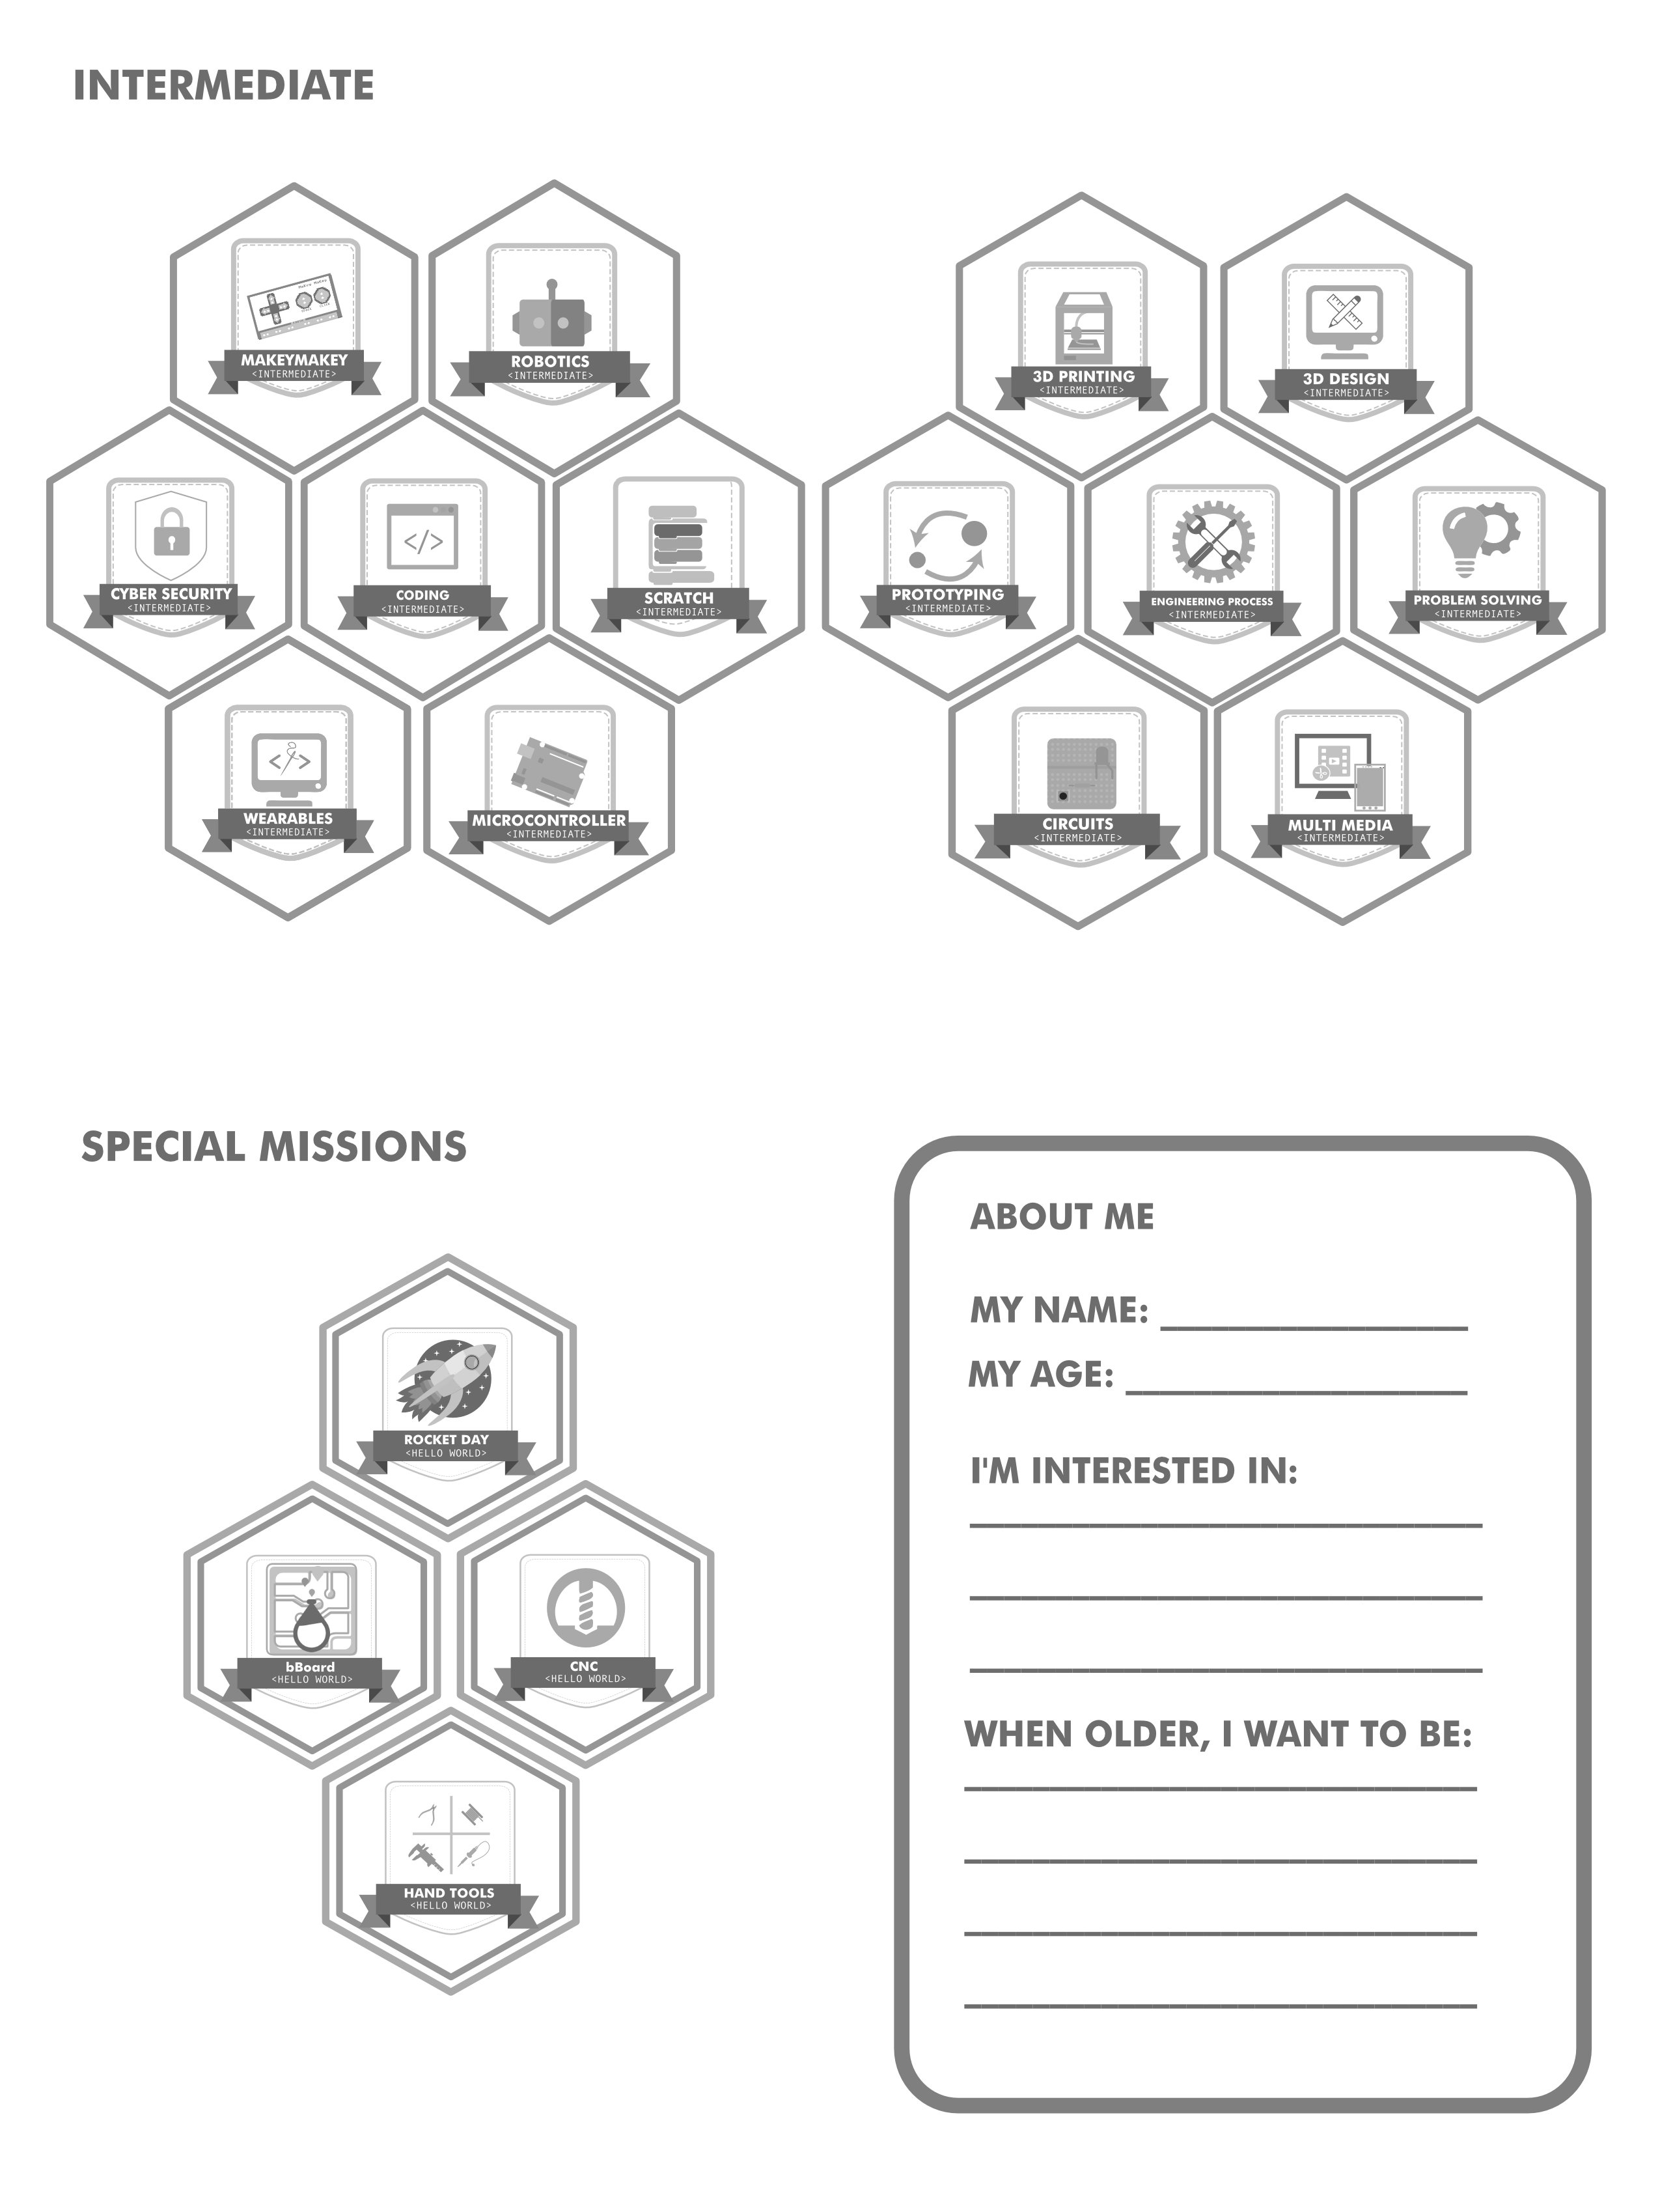 INTERMEDIATE
MAKEYMAKEY
<INTERMEDIATE>
ROBOTICS
<INTERMEDIATE>
CYBER SECURITY
<INTERMEDIATE>
CODING
<INTERMEDIATE>
SCRATCH
<INTERMEDIATE>
WEARABLES
<INTERMEDIATE>
MICROCONTROLLER
<INTERMEDIATE>
3D PRINTING
<INTERMEDIATE>
3D DESIGN
<INTERMEDIATE>
PROTOTYPING
<INTERMEDIATE>
ENGINEERING PROCESS
<INTERMEDIATE>
PROBLEM SOLVING
<INTERMEDIATE>
CIRCUITS
<INTERMEDIATE>
MULTI MEDIA
<INTERMEDIATE>
SPECIAL MISSIONS
ROCKET DAY
<HELLO WORLD>
bBoard
<HELLO WORLD>
CNC
<HELLO WORLD>
HAND TOOLS
<HELLO WORLD>
ABOUT ME
MY NAME:
MY AGE:
I'M INTERESTED IN:
WHEN OLDER, I WANT TO BE: